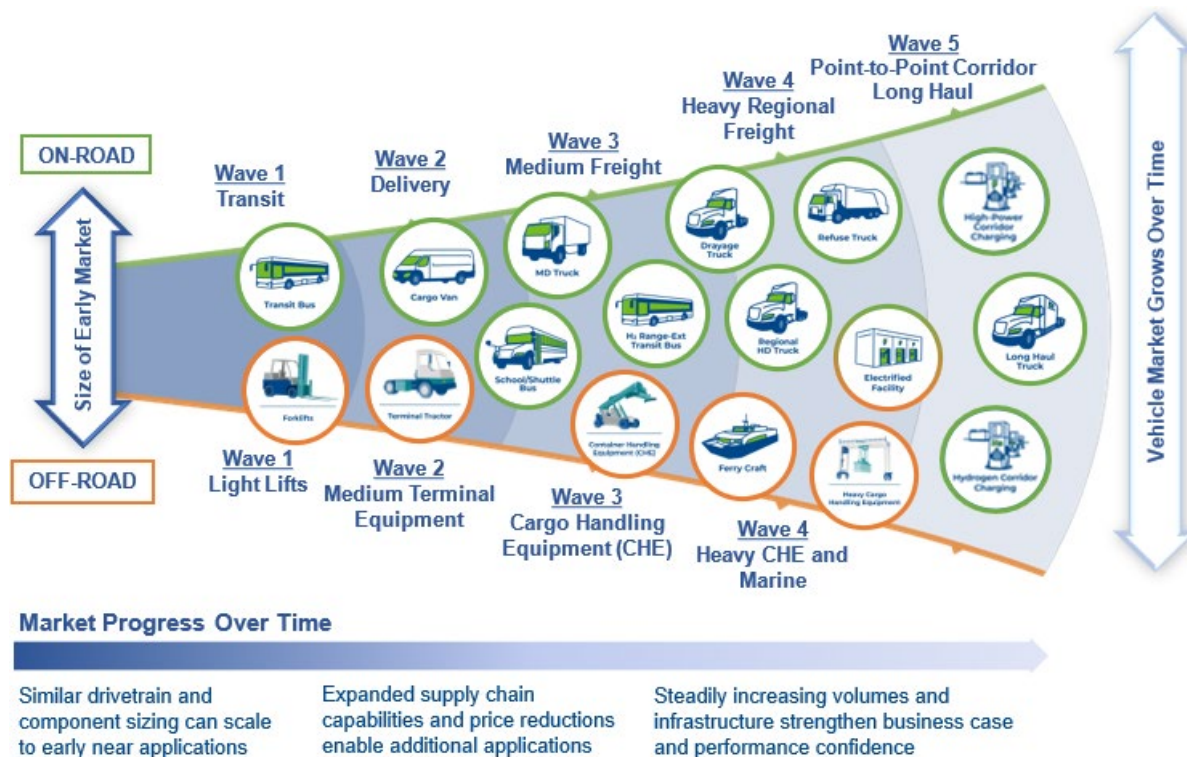 Wave 5
Point-to-Point Corridor
Long Haul
Wave 4
Heavy Regional
Freight
Wave 3
Medium Freight
Wave 2
Delivery
Wave 1
Transit
ON-ROAD
Size of Early Market
OFF-ROAD
Vehicle Market Grows Over Time
Transit Bus
Cargo Van
MD Truck
Drayage
Truck
Refuse Truck
High-Power
Corridor
Charging
School/Shuttle
Bus
H₂ Range-Ext
Transit Bus
Regional
HD Truck
Electrified
Facility
Long Haul
Truck
Forklifts
Terminal Tractor
Container Handling
Equipment (CHE)
Ferry Craft
Heavy Cargo
Handling Equipment
Hydrogen Corridor
Charging
Wave 1
Light Lifts
Wave 2
Medium Terminal
Equipment
Wave 3
Cargo Handling
Equipment (CHE)
Wave 4
Heavy CHE and
Marine
Market Progress Over Time
Similar drivetrain and
component sizing can scale
to early near applications
Expanded supply chain
capabilities and price reductions
enable additional applications
Steadily increasing volumes and
infrastructure strengthen business case
and performance confidence